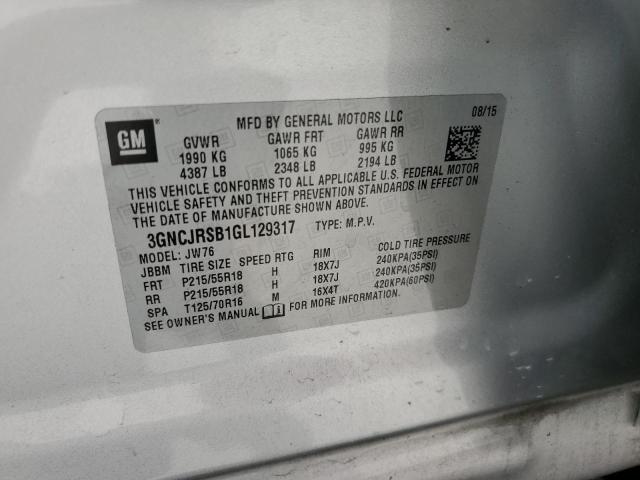 GM
MFD BY GENERAL MOTORS LLC 08/15
GVWR GAWR FRT GAWR RR
1990 KG 1065 KG 995 KG
4387 LB 2348 LB 2194 LB
THIS VEHICLE CONFORMS TO ALL APPLICABLE U.S. FEDERAL MOTOR
VEHICLE SAFETY AND THEFT PREVENTION STANDARDS IN EFFECT ON
THE DATE OF MANUFACTURE SHOWN ABOVE.
3GNCJRSB1GL129317 TYPE: M.P.V.
MODEL: JW76
JBBM TIRE SIZE SPEED RTG RIM COLD TIRE PRESSURE
FRT P215/55R18 H 18X7J 240KPA(35PSI)
RR P215/55R18 H 18X7J 240KPA(35PSI)
SPA T125/70R16 M 16X4T 420KPA(60PSI)
SEE OWNER'S MANUAL FOR MORE INFORMATION.